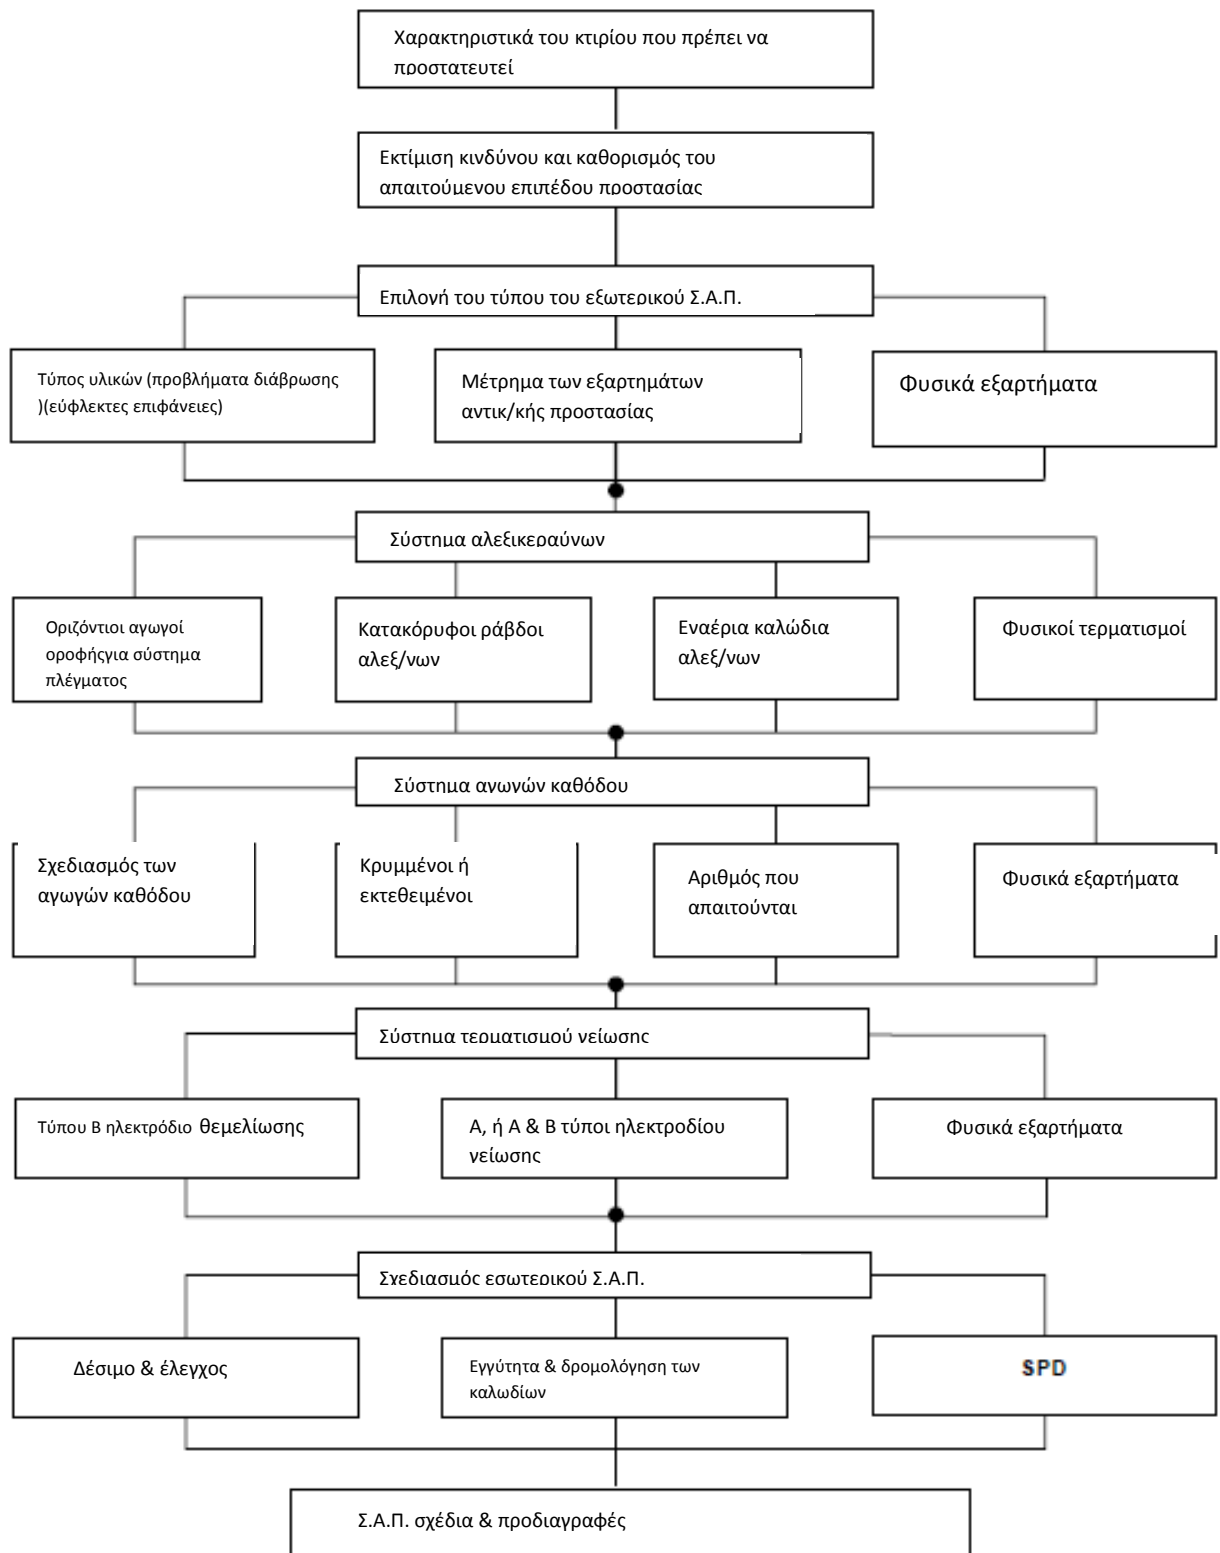 Χαρακτηριστικά του κτιρίου που πρέπει να
προστατευτεί
Εκτίμιση κινδύνου και καθορισμός του
απαιτούμενου επιπέδου προστασίας
Επιλογή του τύπου του εξωτερικού Σ.Α.Π.
Τύπος υλικών (προβλήματα διάβρωσης
)(εύφλεκτες επιφάνειες)
Μέτρημα των εξαρτημάτων
αντικ/κής προστασίας
Φυσικά εξαρτήματα
Σύστημα αλεξικεραύνων
Οριζόντιοι αγωγοί
οροφήςγια σύστημα
πλέγματος
Κατακόρυφοι ράβδοι
αλεξ/νων
Εναέρια καλώδια
αλεξ/νων
Φυσικοί τερματισμοί
Σύστημα αγωγών καθόδου
Σχεδιασμός των
αγωγών καθόδου
Κρυμμένοι ή
εκτεθειμένοι
Αριθμός που
απαιτούνται
Φυσικά εξαρτήματα
Σύστημα τερματισμού γείωσης
Τύπου Β ηλεκτρόδιο θεμελίωσης
Α, ή Α & Β τύποι ηλεκτροδίου
γείωσης
Φυσικά εξαρτήματα
Σχεδιασμός εσωτερικού Σ.Α.Π.
Δέσιμο & έλεγχος
Εγγύτητα & δρομολόγηση των
καλωδίων
SPD
Σ.Α.Π. σχέδια & προδιαγραφές